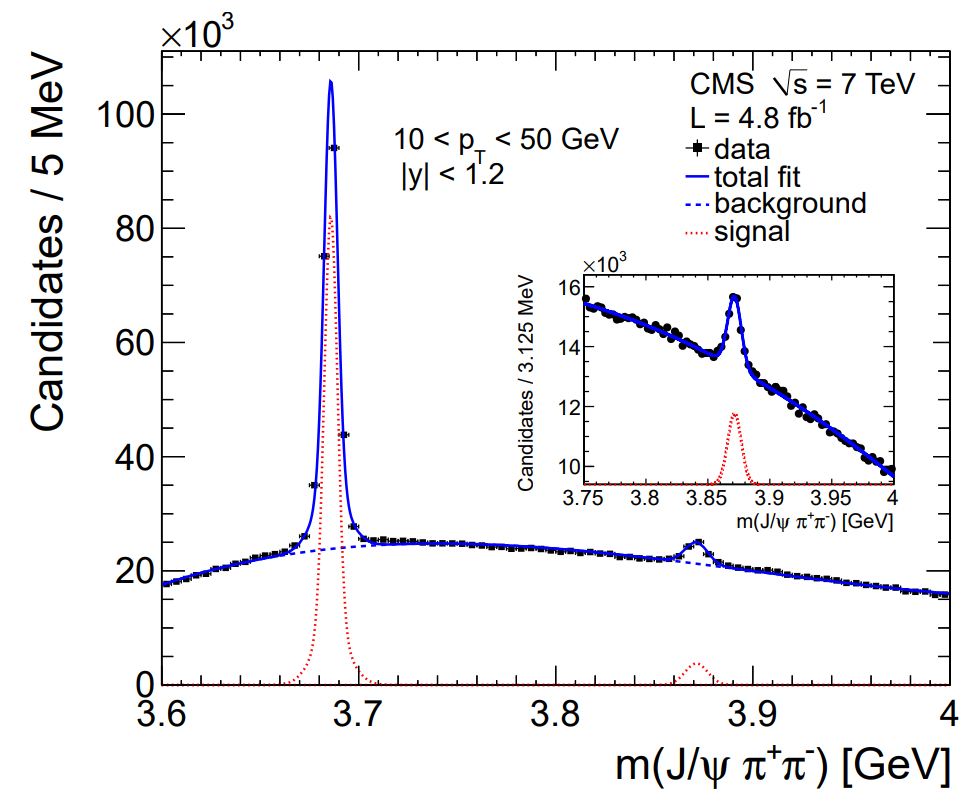 ×10³
Candidates / 5 MeV
100
80
60
40
20
0
3.6 3.7 3.8 3.9 4
m(J/ψ π⁺π⁻) [GeV]
10 < p_T < 50 GeV
|y| < 1.2
CMS √s = 7 TeV
L = 4.8 fb⁻¹
data
total fit
background
signal
×10³
Candidates / 3.125 MeV
16
14
12
10
3.75 3.8 3.85 3.9 3.95 4
m(J/ψ π⁺π⁻) [GeV]